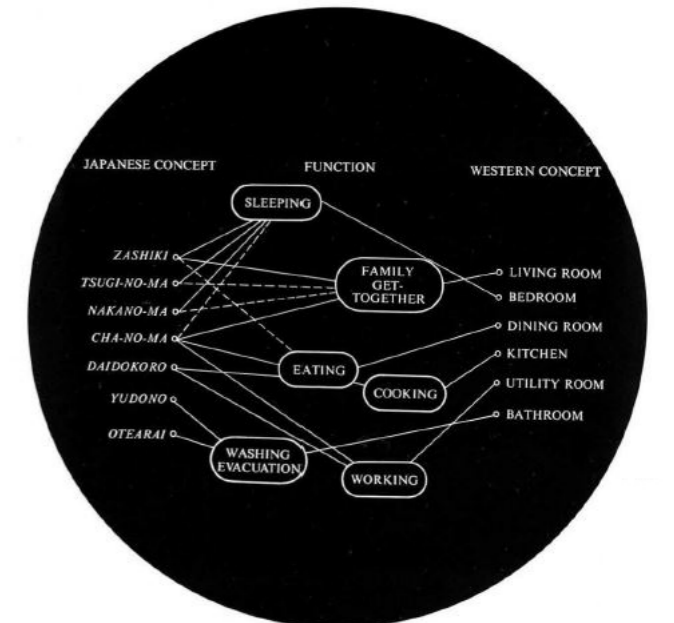 JAPANESE CONCEPT
FUNCTION
WESTERN CONCEPT
SLEEPING
ZASHIKI
TSUGI-NO-MA
NAKANO-MA
CHA-NO-MA
DAIDOKORO
YUDONO
OTEARAI
FAMILY
GET-
TOGETHER
EATING
COOKING
WASHING
EVACUATION
WORKING
LIVING ROOM
BEDROOM
DINING ROOM
KITCHEN
UTILITY ROOM
BATHROOM